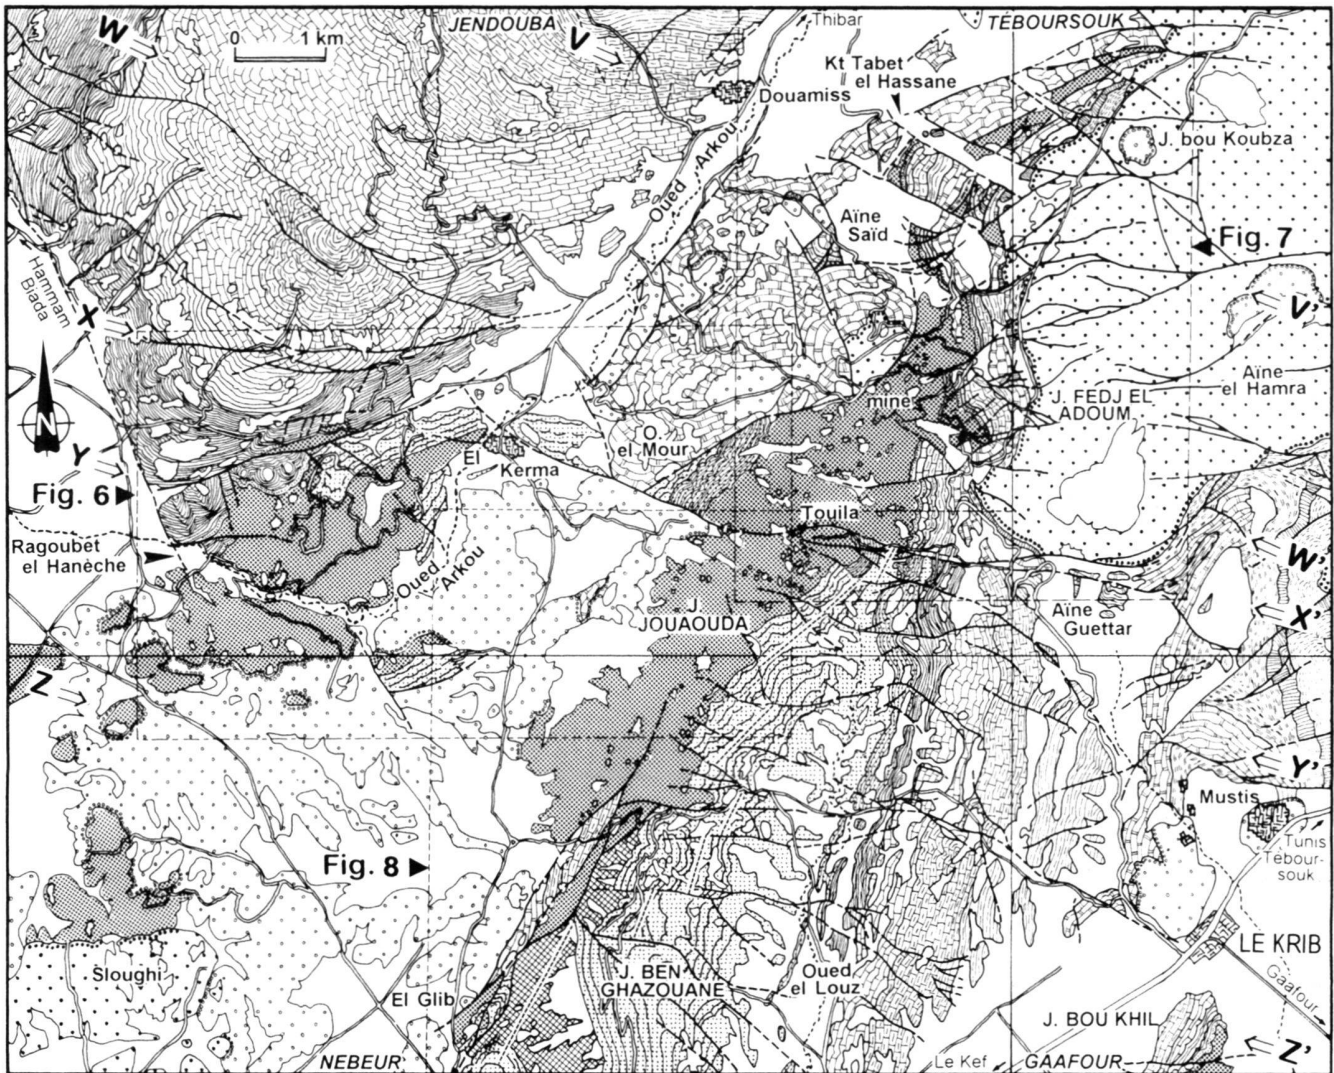 W
0 1 km
JENDOUBA
V
Thibar
TÉBOURSOUK
Kt Tabet
el Hassane
Douamiss
Oued Arkou
J. bou Koubza
Aïne
Saïd
Fig. 7
Hammam
Biada
X
V'
Aïne
el Hamra
J. FEDJ EL
ADOUM
mine
N
O.
el Mour
El
Kerma
Y
Fig. 6
Touila
Ragoubet
el Hanèche
Oued
Arkou
W'
Aïne
Guettar
X'
J.
JOUAOUDA
Z
Y'
Mustis
Tunis
Tébour-
souk
Fig. 8
LE KRIB
Sloughi
J. BEN
GHAZOUANE
Oued
el Louz
Gaafour
El Glib
J. BOU KHIL
NEBEUR
Le Kef
GAAFOUR
Z'